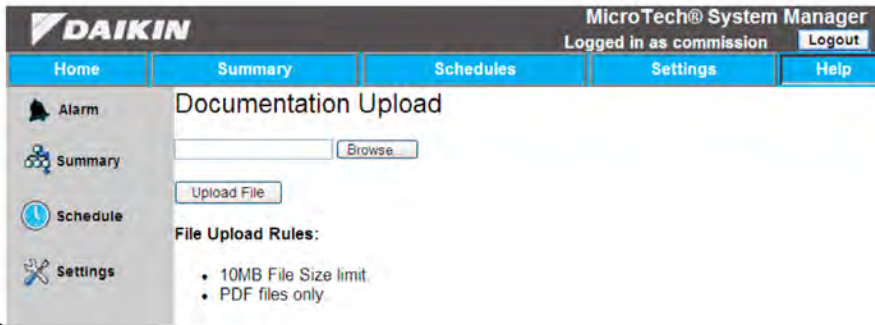 DAIKIN
MicroTech® System Manager
Logged in as commission Logout
Home Summary Schedules Settings Help
Alarm
Summary
Schedule
Settings
Documentation Upload
Browse...
Upload File
File Upload Rules:
• 10MB File Size limit
• PDF files only